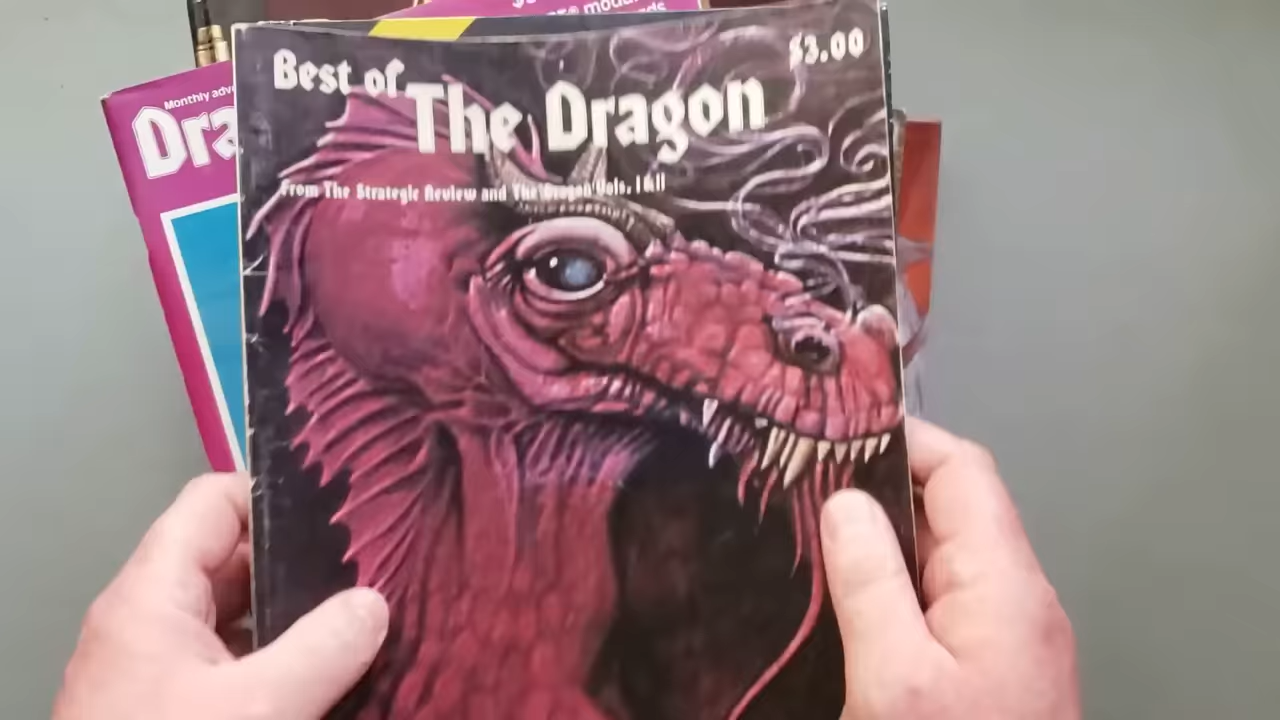 modu
ds
$3.00
Best of
The Dragon
Monthly adv
Dra
From The Strategic Review and The Dragon Vols. I & II